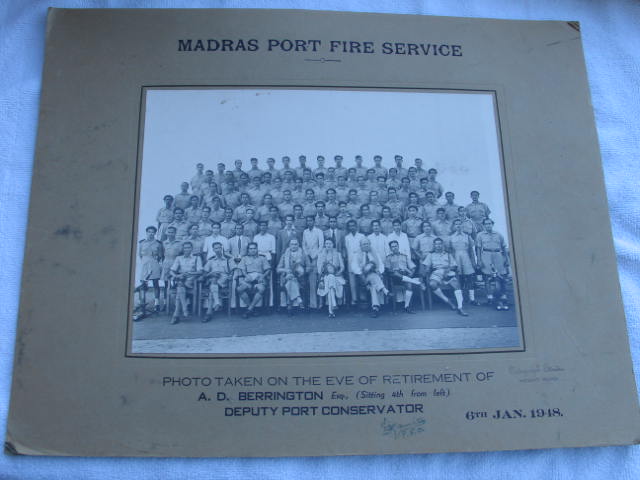 MADRAS PORT FIRE SERVICE
PHOTO TAKEN ON THE EVE OF RETIREMENT OF
A. D. BERRINGTON Esq., (Sitting 4th from left)
DEPUTY PORT CONSERVATOR
6TH JAN. 1948.